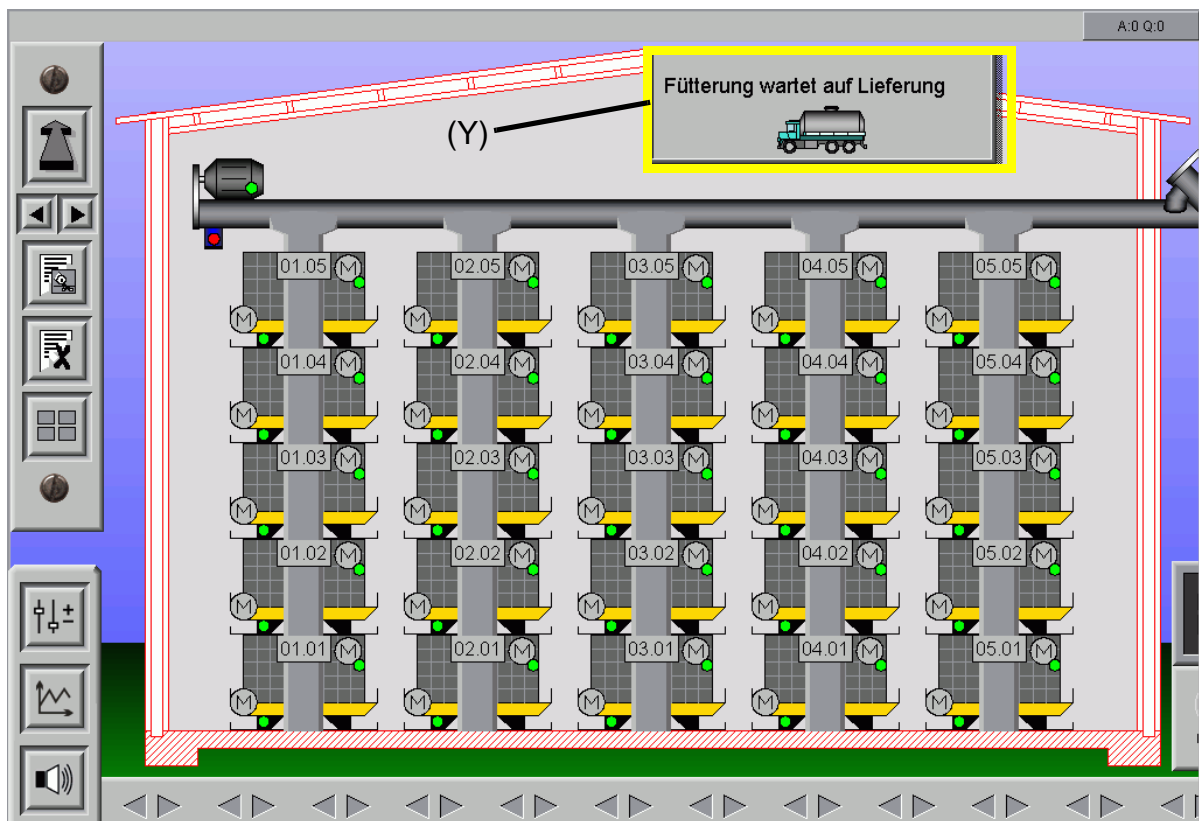 A:0 Q:0
Fütterung wartet auf Lieferung
(Y)
01.05 M 02.05 M 03.05 M 04.05 M 05.05 M
M M M M M
01.04 M 02.04 M 03.04 M 04.04 M 05.04 M
M M M M M
01.03 M 02.03 M 03.03 M 04.03 M 05.03 M
M M M M M
01.02 M 02.02 M 03.02 M 04.02 M 05.02 M
M M M M M
01.01 M 02.01 M 03.01 M 04.01 M 05.01 M
M M M M M